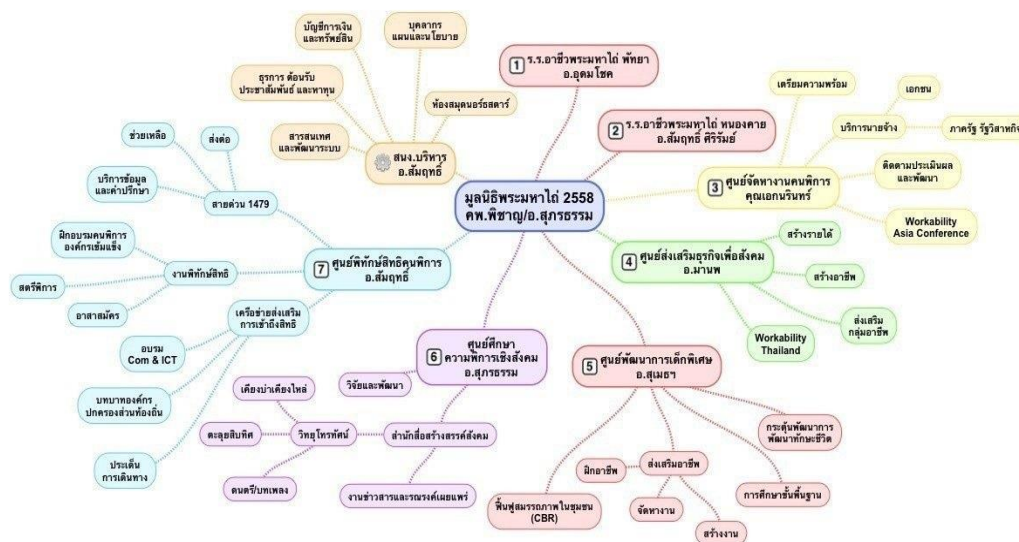 มูลนิธิพระมหาไถ่ 2558
คพ.พิชาญ/อ.สุภรธรรม
1
ร.ร.อาชีวพระมหาไถ่ พัทยา
อ.อุดมโชค
2
ร.ร.อาชีวพระมหาไถ่ หนองคาย
อ.สัมฤทธิ์ ศิริรัมย์
3
ศูนย์จัดหางานคนพิการ
คุณเอกนรินทร์
เตรียมความพร้อม
บริการนายจ้าง
เอกชน
ภาครัฐ รัฐวิสาหกิจ
ติดตามประเมินผล
และพัฒนา
Workability
Asia Conference
4
ศูนย์ส่งเสริมธุรกิจเพื่อสังคม
อ.มานพ
สร้างรายได้
สร้างอาชีพ
ส่งเสริม
กลุ่มอาชีพ
Workability
Thailand
5
ศูนย์พัฒนาการเด็กพิเศษ
อ.สุเมธฯ
กระตุ้นพัฒนาการ
พัฒนาทักษะชีวิต
การศึกษาขั้นพื้นฐาน
ส่งเสริมอาชีพ
ฝึกอาชีพ
จัดหางาน
สร้างงาน
ฟื้นฟูสมรรถภาพในชุมชน
(CBR)
6
ศูนย์ศึกษา
ความพิการเชิงสังคม
อ.สุภรธรรม
วิจัยและพัฒนา
สำนักสื่อสร้างสรรค์สังคม
วิทยุโทรทัศน์
เคียงบ่าเคียงไหล่
ตะลุยสิบทิศ
ดนตรี/บทเพลง
งานข่าวสารและรณรงค์เผยแพร่
7
ศูนย์พิทักษ์สิทธิคนพิการ
อ.สัมฤทธิ์
สายด่วน 1479
ส่งต่อ
ช่วยเหลือ
บริการข้อมูล
และคำปรึกษา
งานพิทักษ์สิทธิ
ฝึกอบรมคนพิการ
องค์กรเข้มแข็ง
สตรีพิการ
อาสาสมัคร
เครือข่ายส่งเสริม
การเข้าถึงสิทธิ
อบรม
Com & ICT
บทบาทองค์กร
ปกครองส่วนท้องถิ่น
ประเด็น
การเดินทาง
สนง.บริหาร
อ.สัมฤทธิ์
บุคลากร
แผนและนโยบาย
บัญชีการเงิน
และทรัพย์สิน
ธุรการ ต้อนรับ
ประชาสัมพันธ์ และหาทุน
สารสนเทศ
และพัฒนาระบบ
ห้องสมุดนอร์ธสตาร์